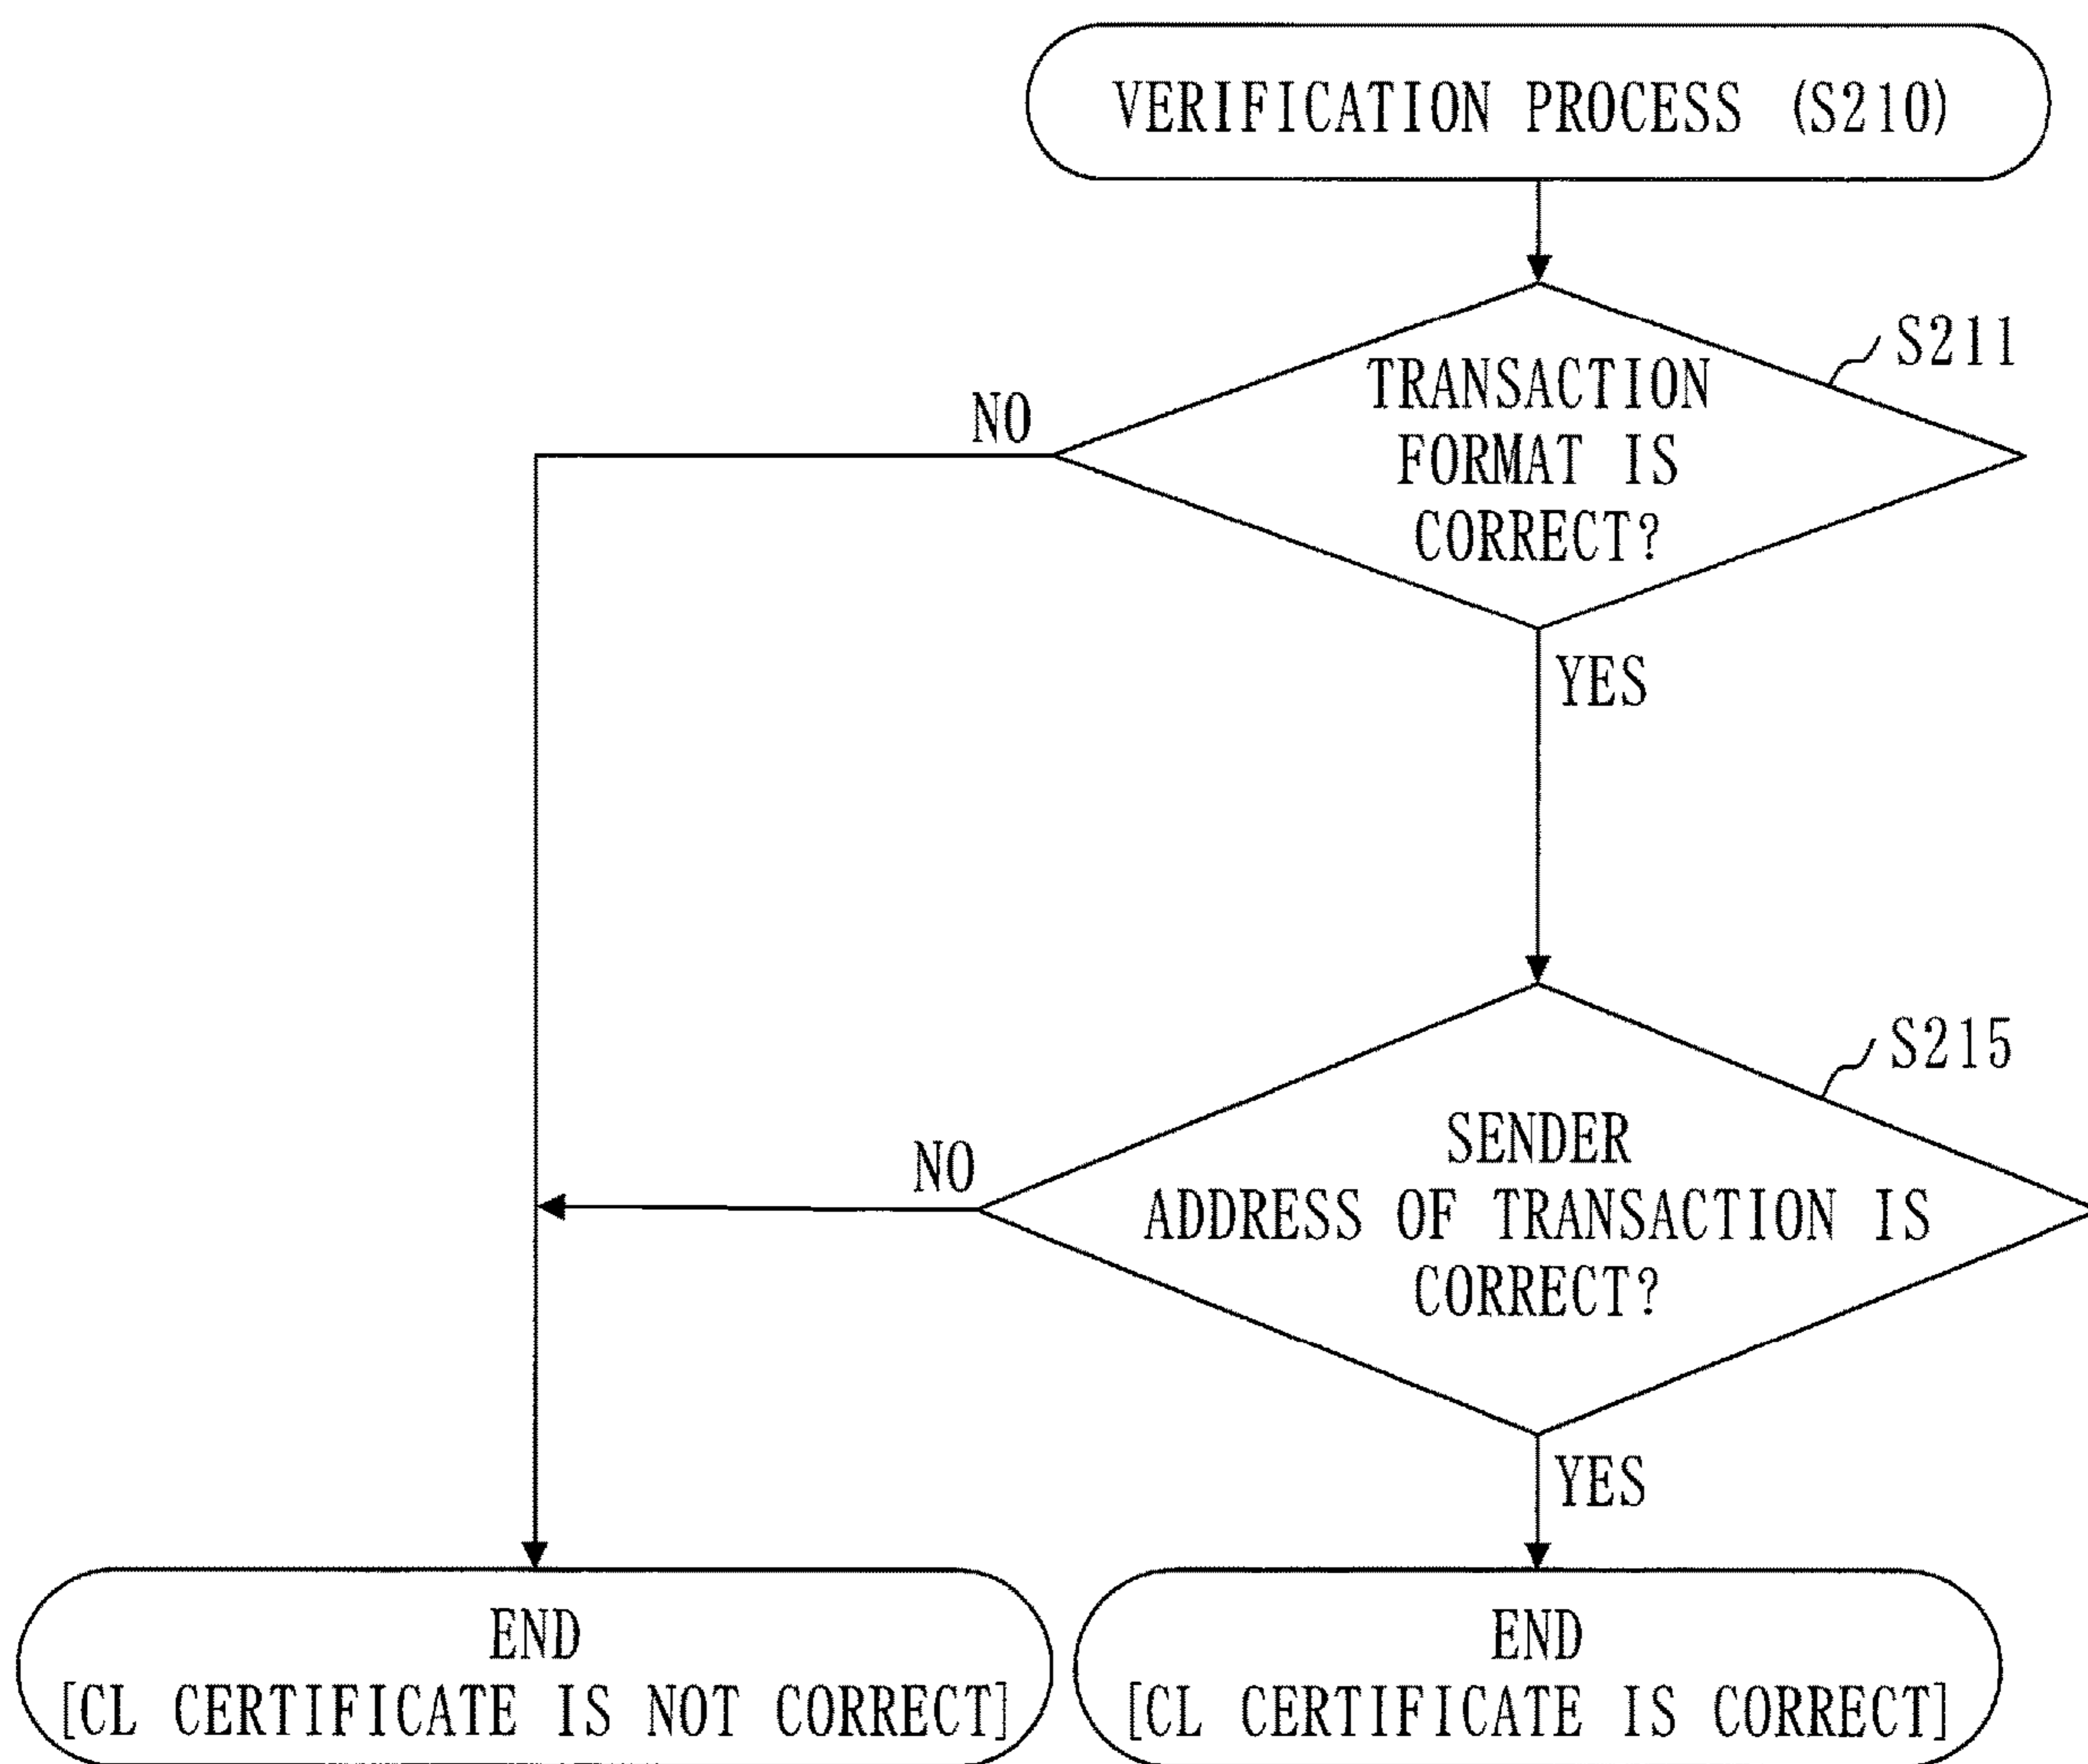 VERIFICATION PROCESS (S210)
S211
TRANSACTION
FORMAT IS
CORRECT?
NO
YES
S215
SENDER
ADDRESS OF TRANSACTION IS
CORRECT?
NO
YES
END
[CL CERTIFICATE IS NOT CORRECT]
END
[CL CERTIFICATE IS CORRECT]